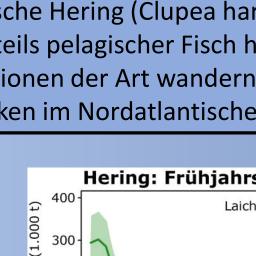 sche Hering (Clupea har
teils pelagischer Fisch h
ionen der Art wandern
ken im Nordatlantische
Hering: Frühjahrs
400
Laich
300
(1.000 t)